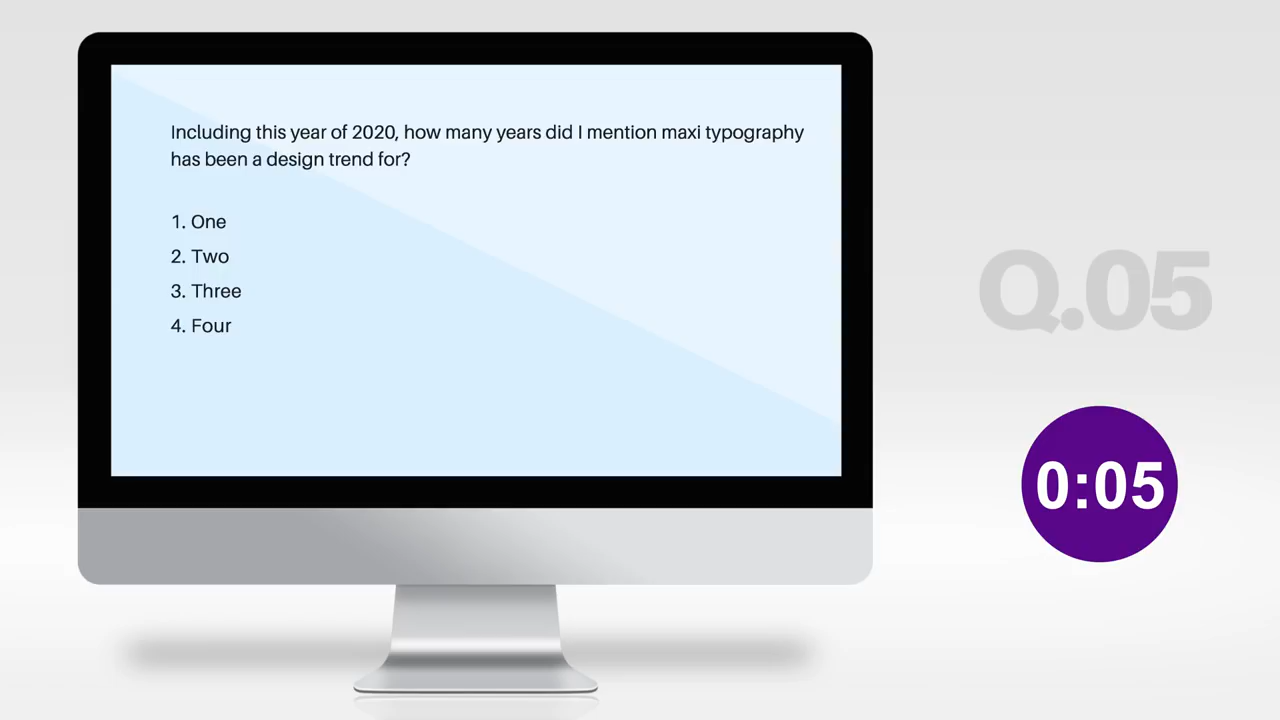 Including this year of 2020, how many years did I mention maxi typography
has been a design trend for?
1. One
2. Two
3. Three
4. Four
Q.05
0:05